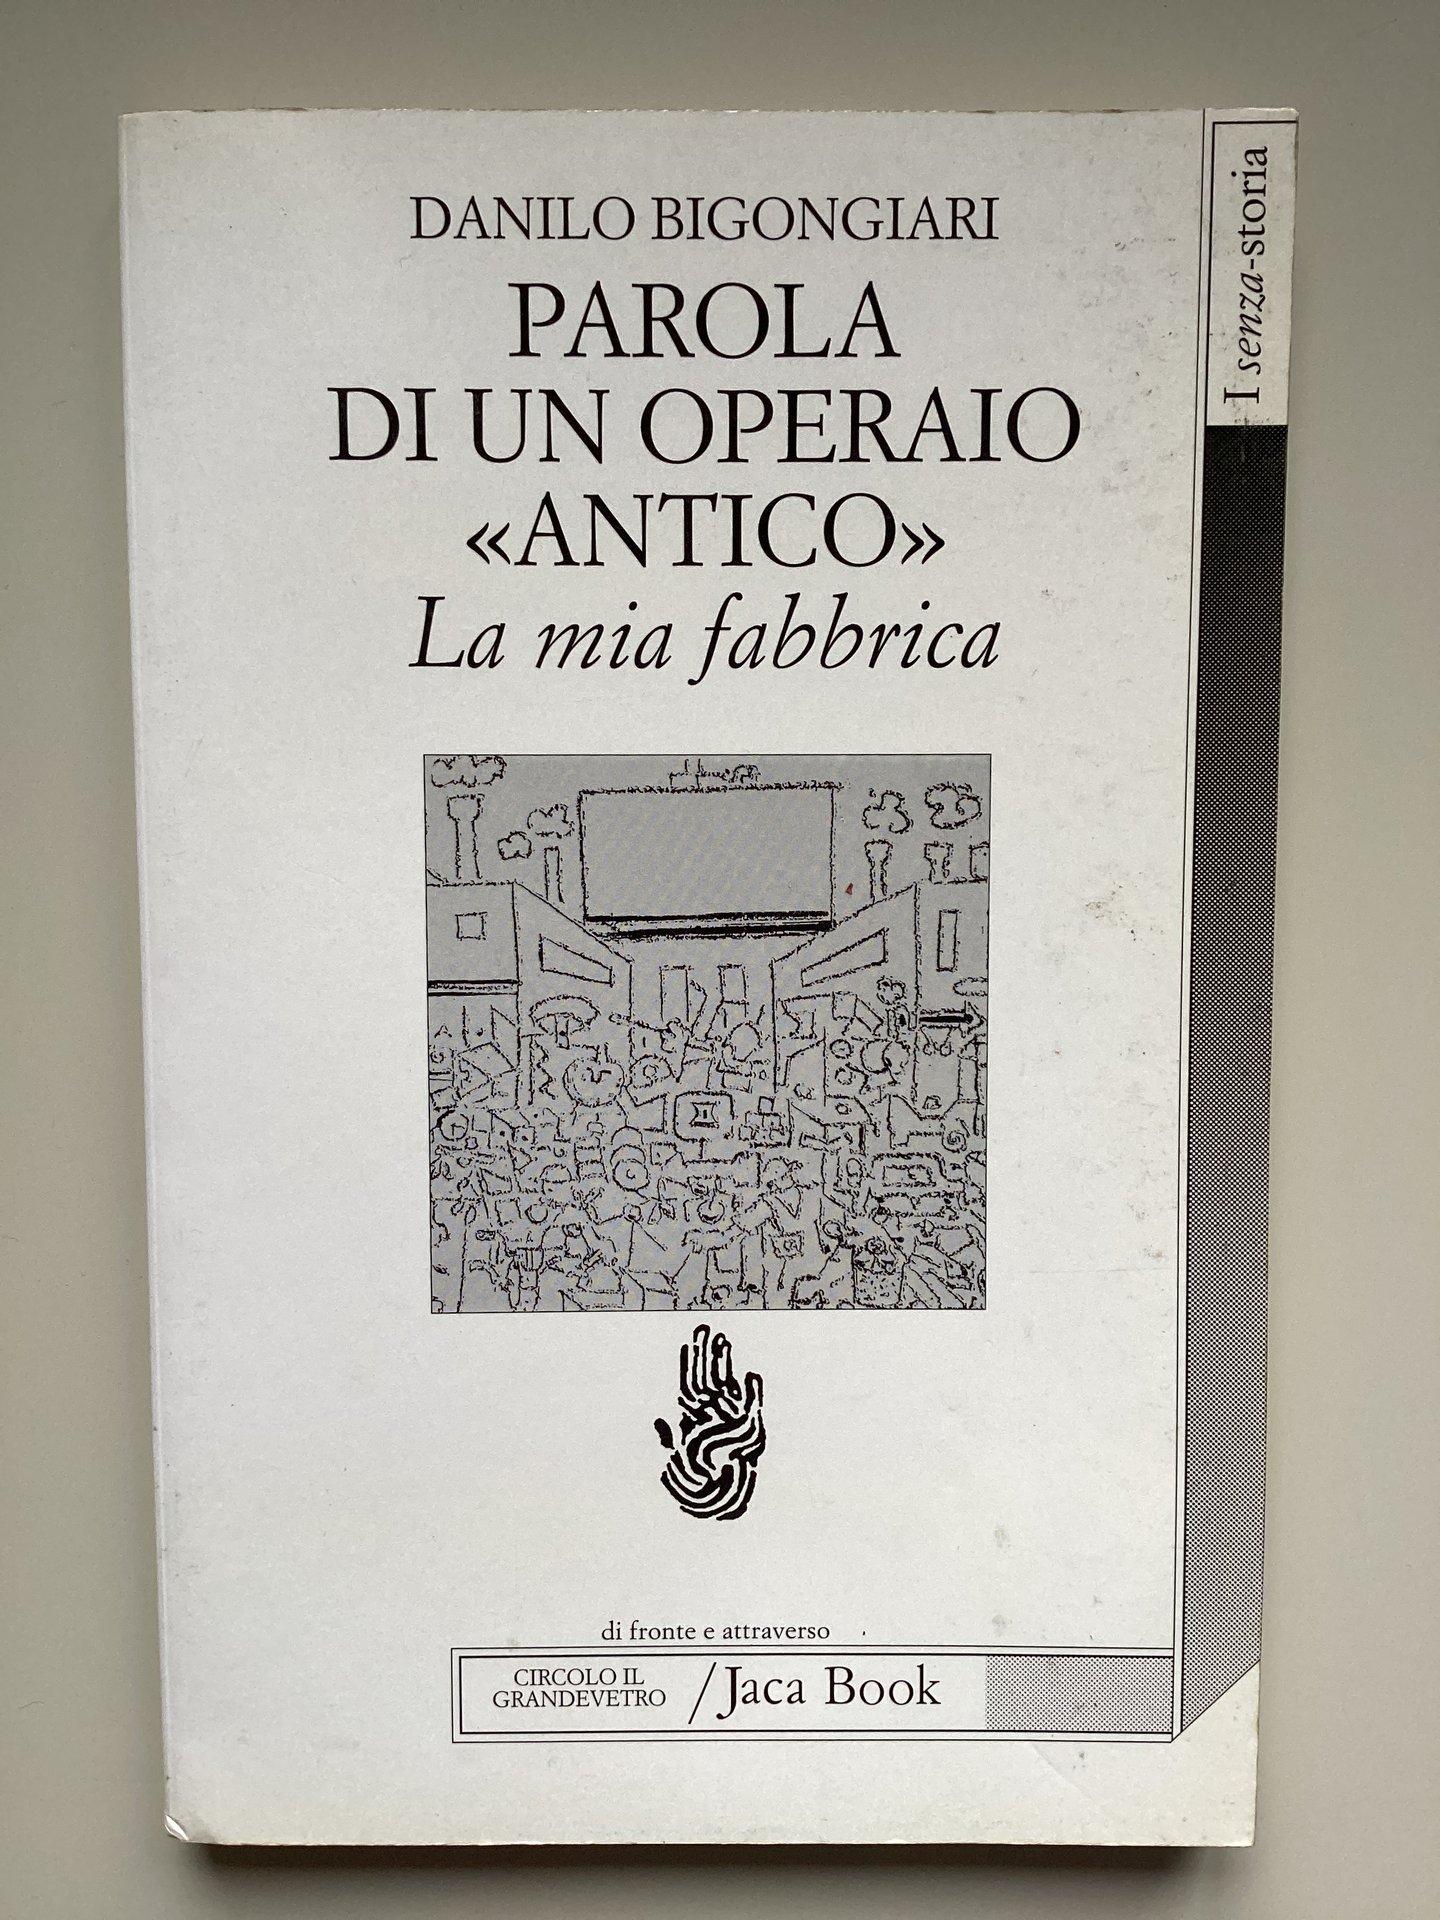 DANILO BIGONGIARI
PAROLA
DI UN OPERAIO
«ANTICO»
La mia fabbrica
I senza-storia
di fronte e attraverso
CIRCOLO IL
GRANDEVETRO
/Jaca Book